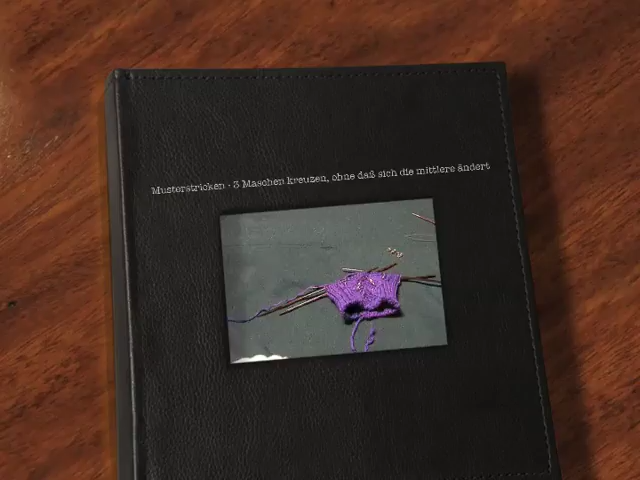 Musterstricken - 3 Maschen kreuzen, ohne daß sich die mittlere ändert